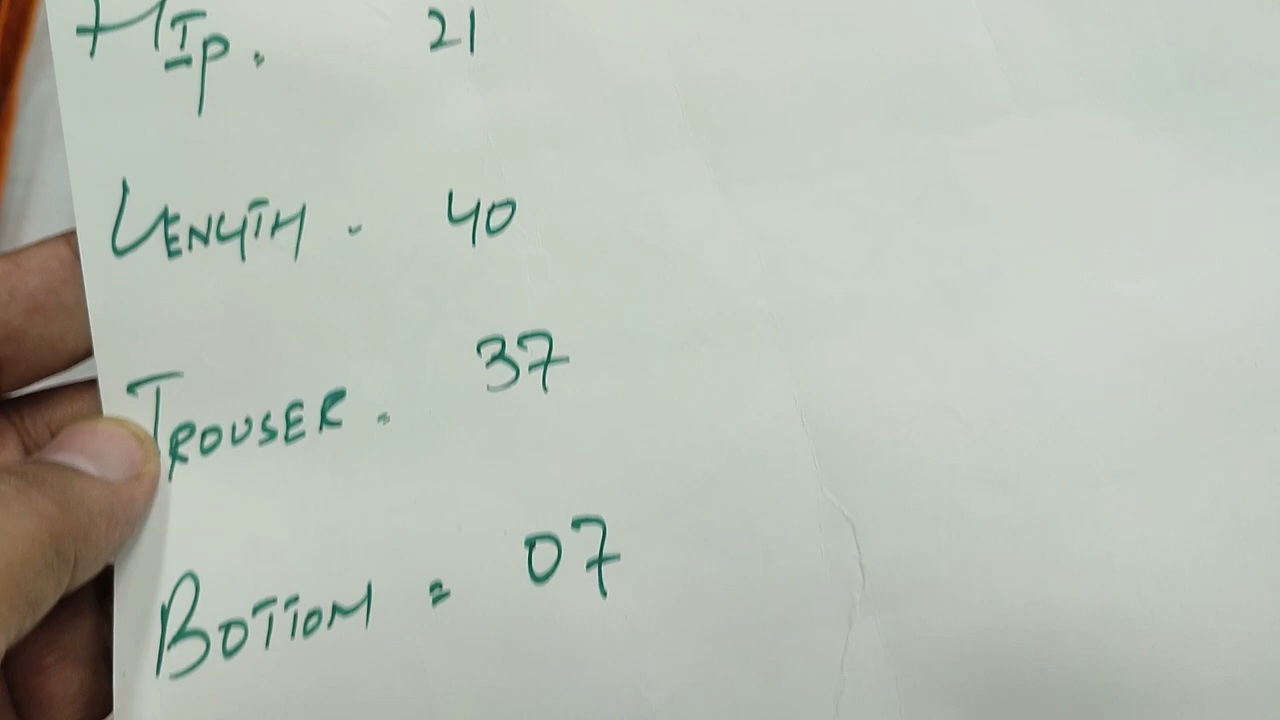 HIp. 21
LENGTH - 40
TROUSER - 37
BOTTOM = 07